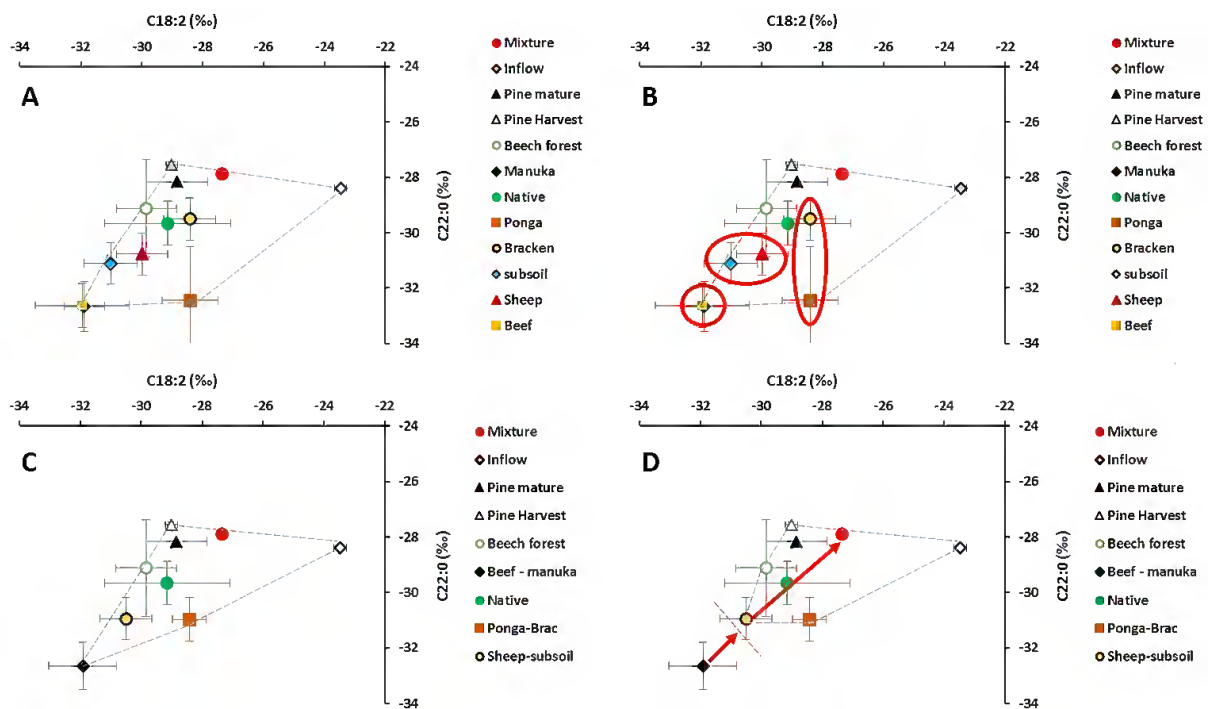 C18:2 (‰)
-34 -32 -30 -28 -26 -24 -22
A
-24
-26
-28
-30
-32
-34
C22:0 (‰)
Mixture
Inflow
Pine mature
Pine Harvest
Beech forest
Manuka
Native
Ponga
Bracken
subsoil
Sheep
Beef
C18:2 (‰)
-34 -32 -30 -28 -26 -24 -22
B
-24
-26
-28
-30
-32
-34
C22:0 (‰)
Mixture
Inflow
Pine mature
Pine Harvest
Beech forest
Manuka
Native
Ponga
Bracken
subsoil
Sheep
Beef
C18:2 (‰)
-34 -32 -30 -28 -26 -24 -22
C
-24
-26
-28
-30
-32
-34
C22:0 (‰)
Mixture
Inflow
Pine mature
Pine Harvest
Beech forest
Beef - manuka
Native
Ponga-Brac
Sheep-subsoil
C18:2 (‰)
-34 -32 -30 -28 -26 -24 -22
D
-24
-26
-28
-30
-32
-34
C22:0 (‰)
Mixture
Inflow
Pine mature
Pine Harvest
Beech forest
Beef - manuka
Native
Ponga-Brac
Sheep-subsoil